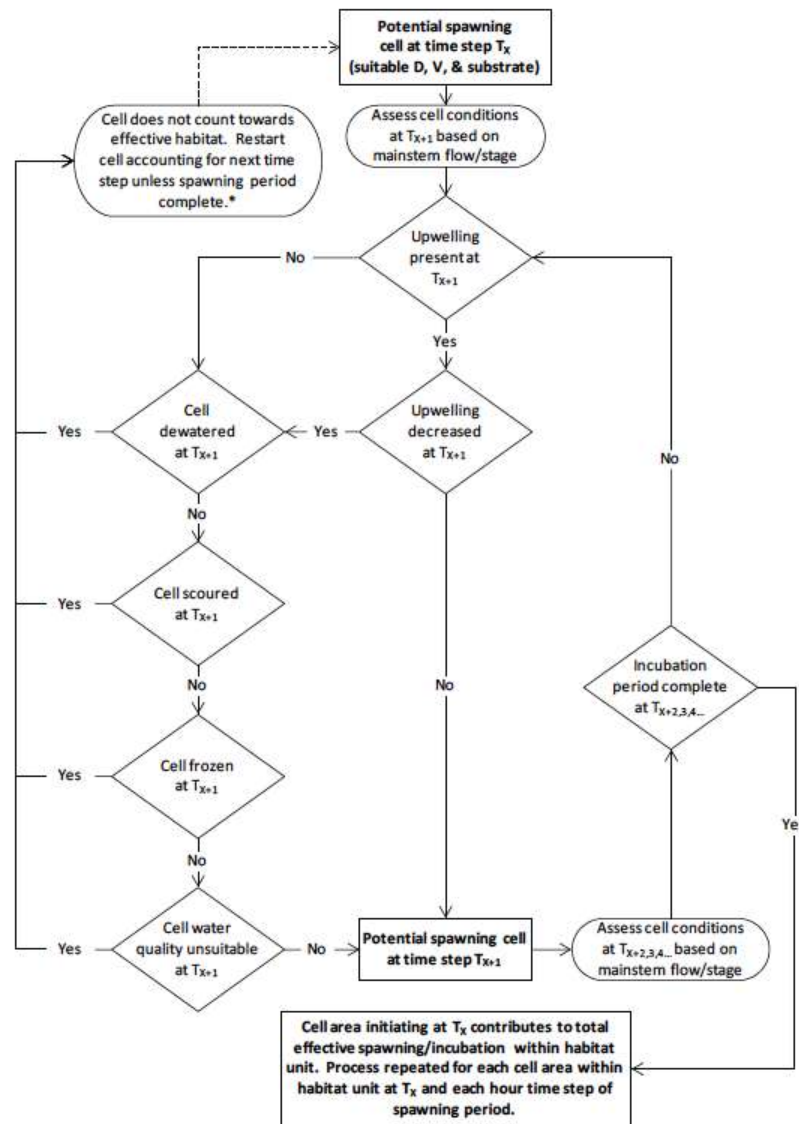 Potential spawning
cell at time step Tx
(suitable D, V, & substrate)
Cell does not count towards
effective habitat. Restart
cell accounting for next time
step unless spawning period
complete.*
Assess cell conditions
at Tx+1 based on
mainstem flow/stage
Upwelling
present at
Tx+1
No
Yes
Cell
dewatered
at Tx+1
Yes
Yes
Upwelling
decreased
at Tx+1
No
No
Cell scoured
at Tx+1
Yes
No
No
Incubation
period complete
at Tx+2,3,4...
Cell frozen
at Tx+1
Yes
No
Ye
Cell water
quality unsuitable
at Tx+1
Yes
No
Potential spawning cell
at time step Tx+1
Assess cell conditions
at Tx+2,3,4... based on
mainstem flow/stage
Cell area initiating at Tx contributes to total
effective spawning/incubation within habitat
unit. Process repeated for each cell area within
habitat unit at Tx and each hour time step of
spawning period.